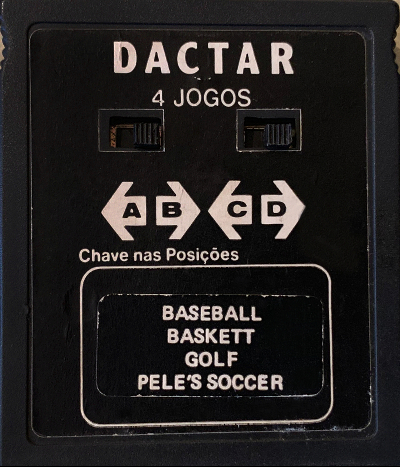 DACTAR
4 JOGOS
A B C D
Chave nas Posições
BASEBALL
BASKETT
GOLF
PELE'S SOCCER